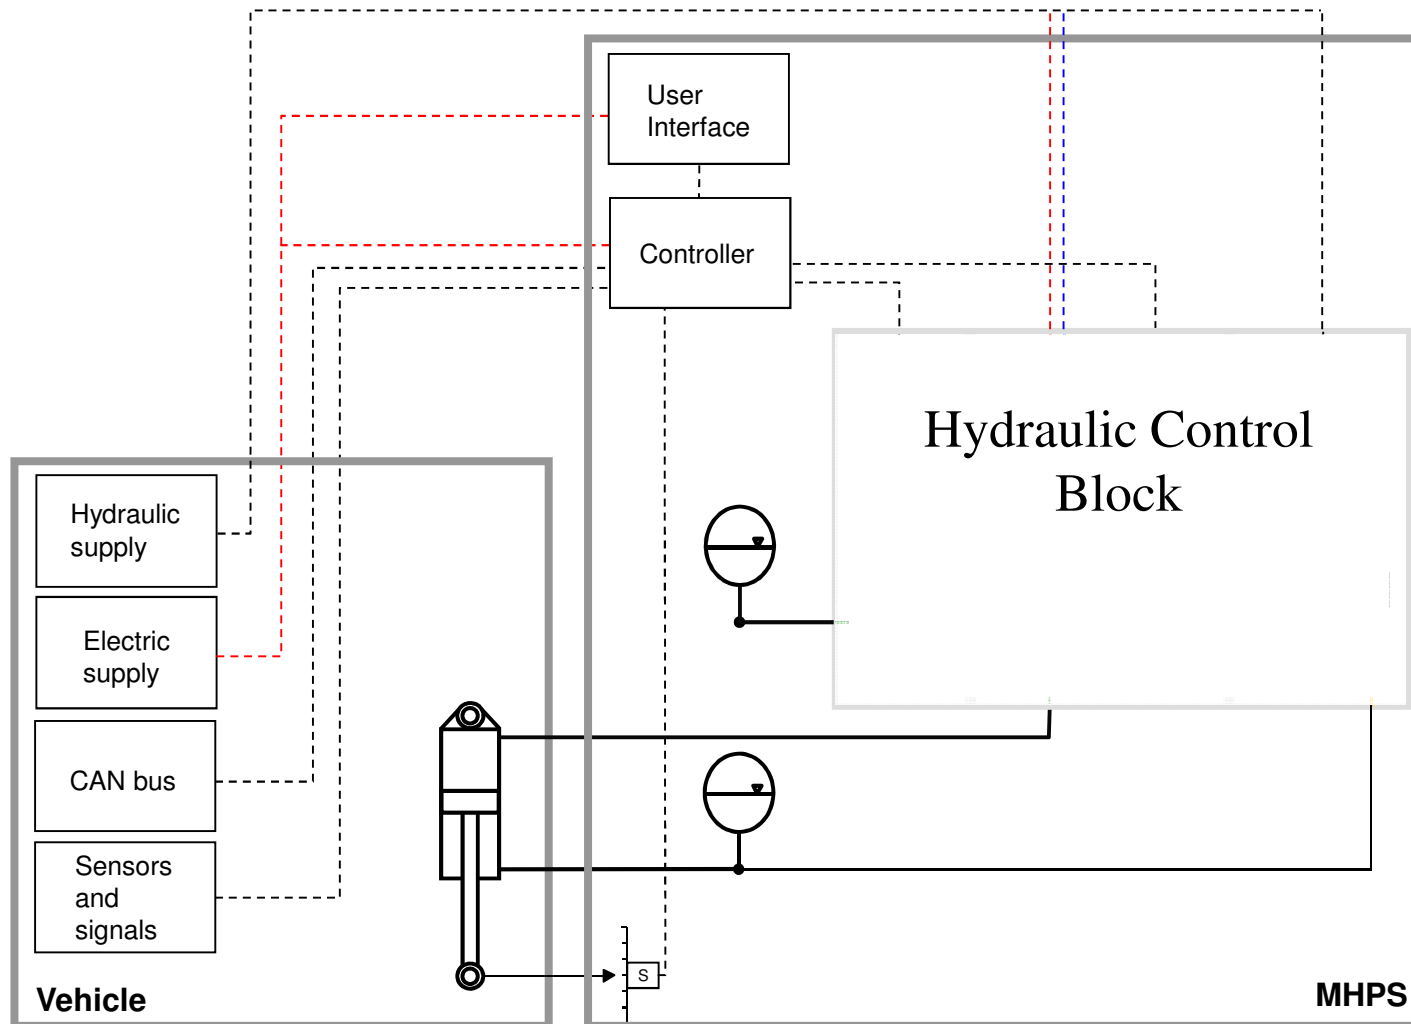 User
Interface
Controller
Hydraulic Control
Block
Hydraulic
supply
Electric
supply
CAN bus
Sensors
and
signals
S
Vehicle
MHPS